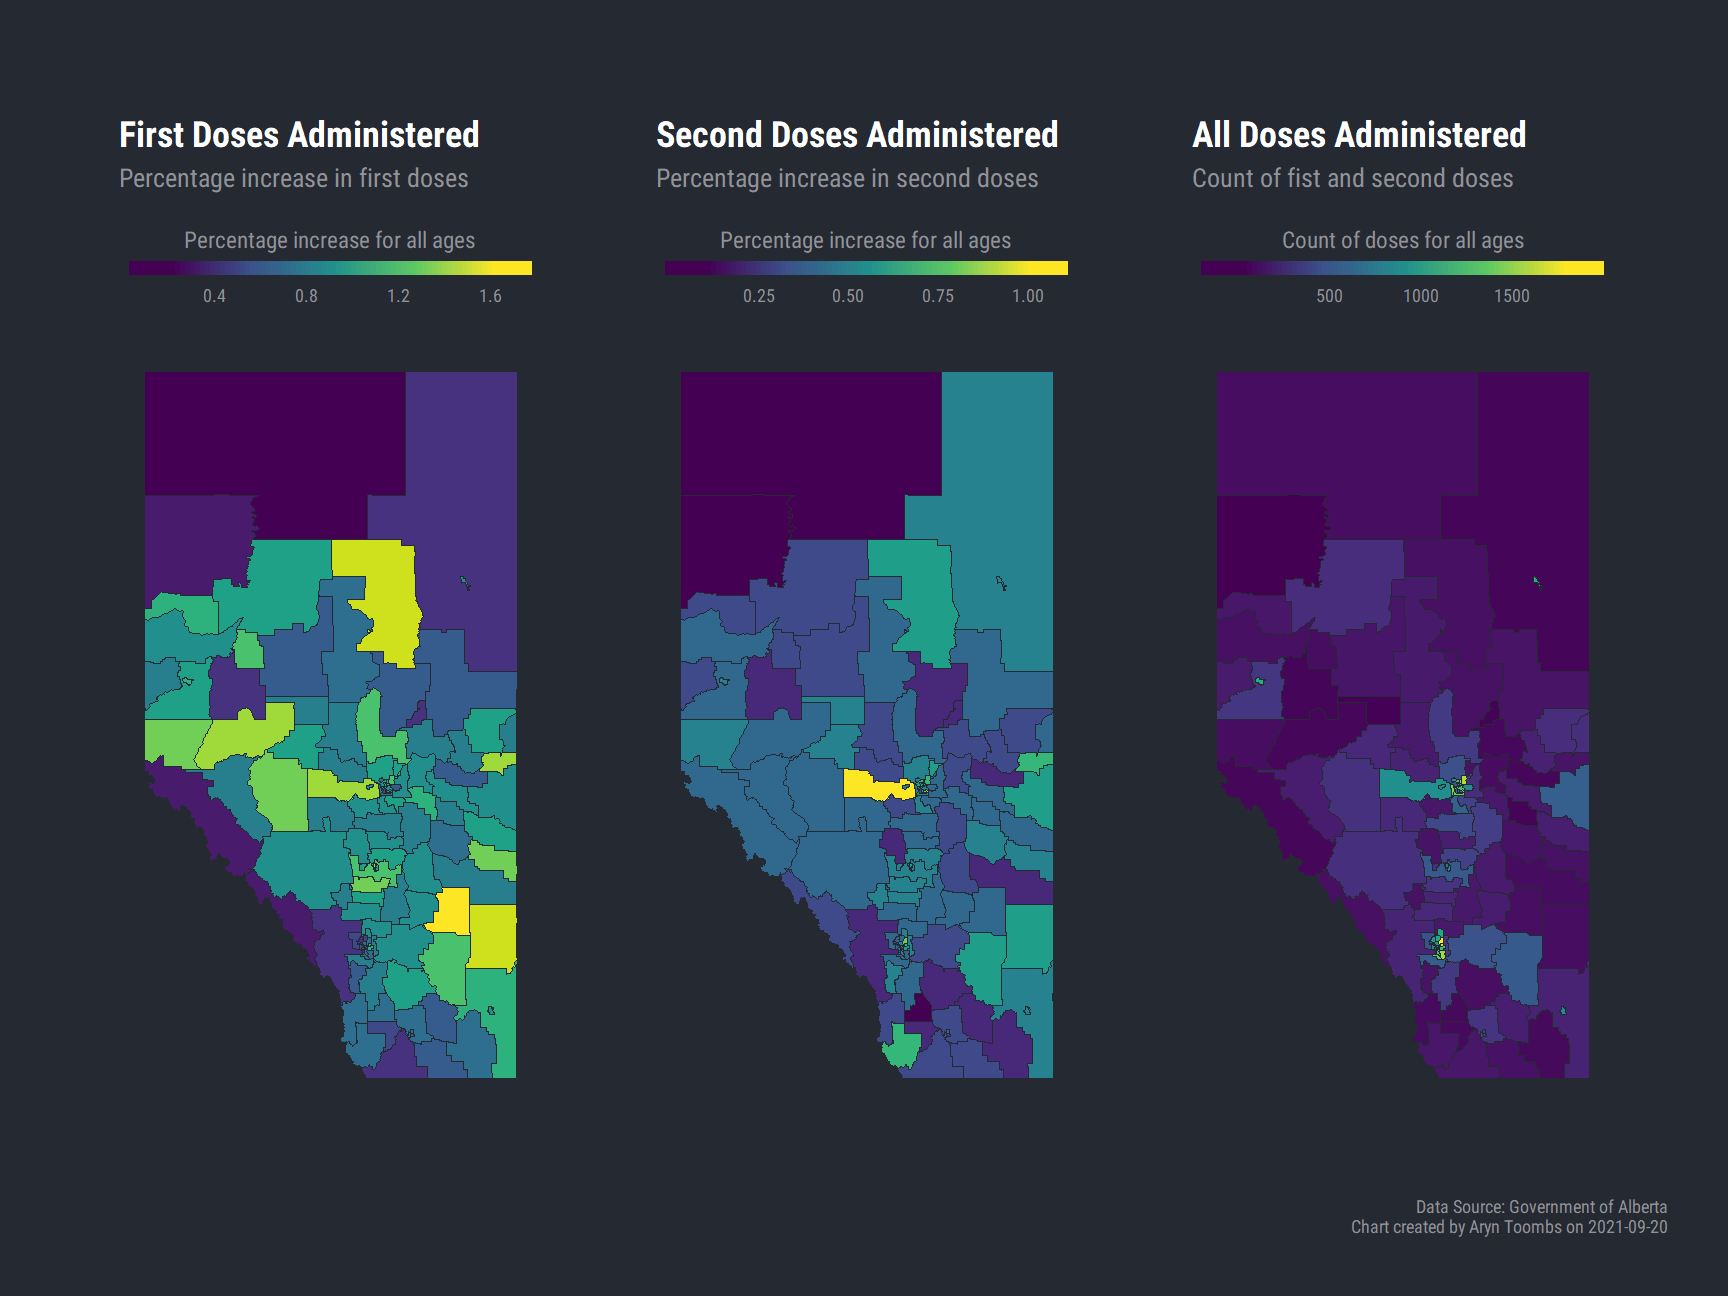 First Doses Administered
Percentage increase in first doses
Percentage increase for all ages
0.4 0.8 1.2 1.6
Second Doses Administered
Percentage increase in second doses
Percentage increase for all ages
0.25 0.50 0.75 1.00
All Doses Administered
Count of fist and second doses
Count of doses for all ages
500 1000 1500
Data Source: Government of Alberta
Chart created by Aryn Toombs on 2021-09-20